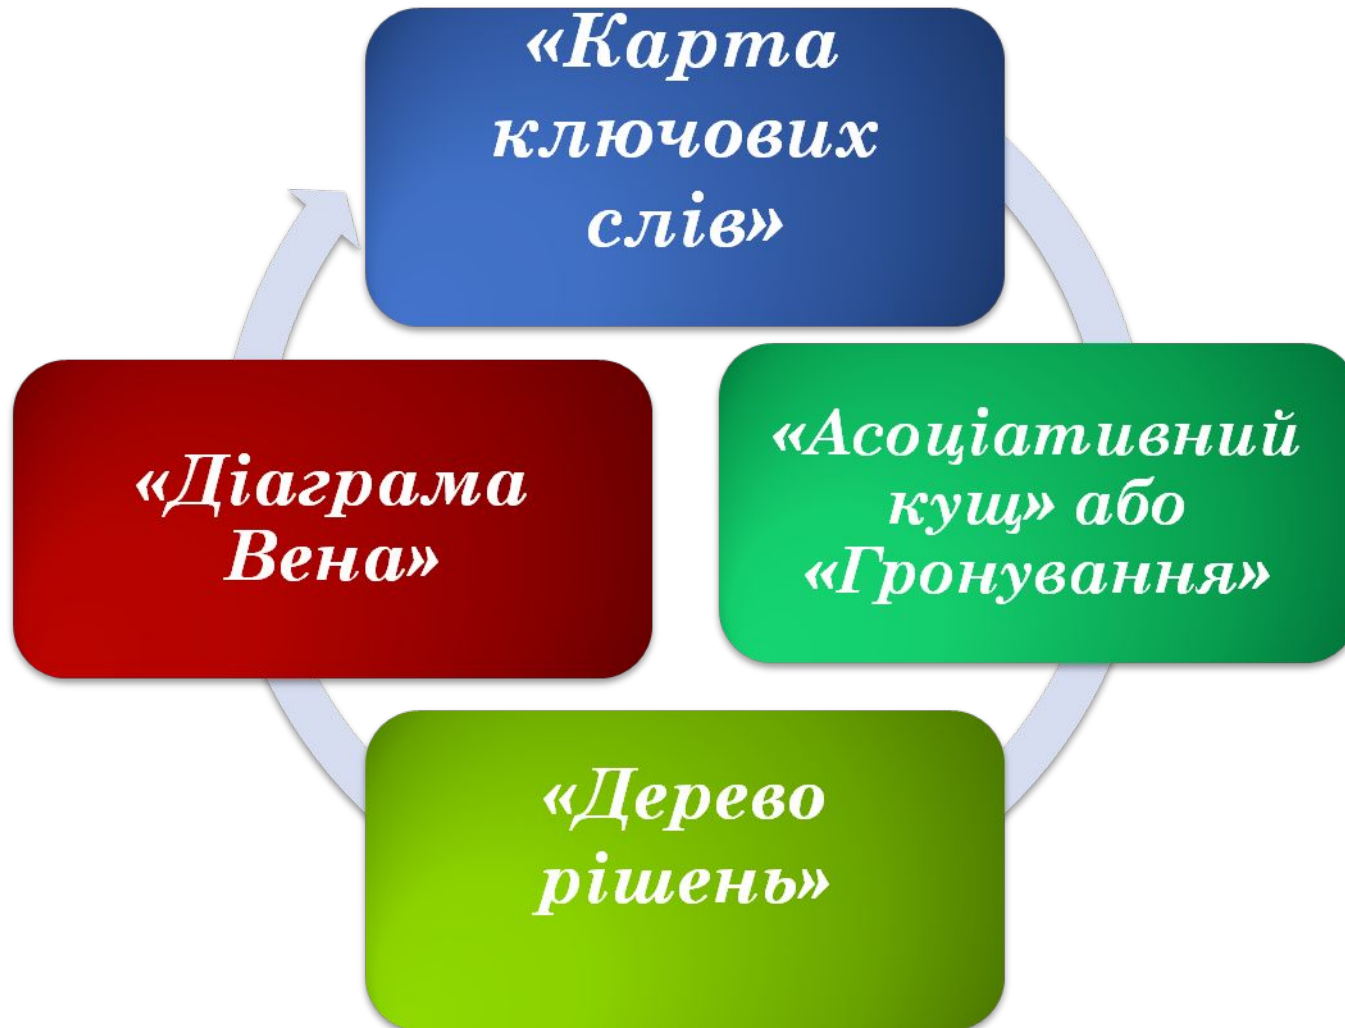 «Карта
ключових
слів»
«Асоціативний
кущ» або
«Гронування»
«Дерево
рішень»
«Діаграма
Вена»